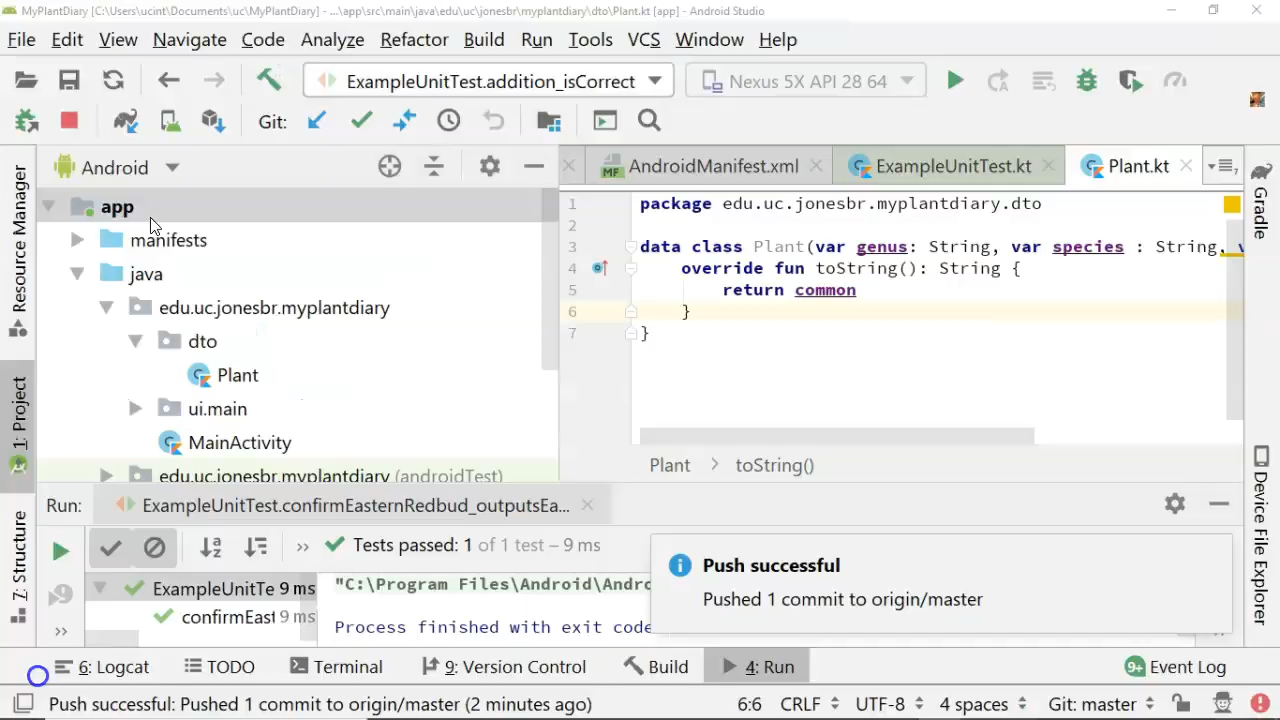 MyPlantDiary [C:\Users\ucint\Documents\uc\MyPlantDiary] - ...\app\src\main\java\edu\uc\jonesbr\myplantdiary\dto\Plant.kt [app] - Android Studio
File Edit View Navigate Code Analyze Refactor Build Run Tools VCS Window Help
ExampleUnitTest.addition_isCorrect Nexus 5X API 28 64
Git:
Resource Manager
1: Project
7: Structure
Android
app
manifests
java
edu.uc.jonesbr.myplantdiary
dto
Plant
ui.main
MainActivity
edu.uc.jonesbr.myplantdiary (androidTest)
MF AndroidManifest.xml ExampleUnitTest.kt Plant.kt
1 package edu.uc.jonesbr.myplantdiary.dto
2
3 data class Plant(var genus: String, var species : String, v
4 override fun toString(): String {
5 return common
6 }
7 }
Plant > toString()
Gradle
Device File Explorer
Run: ExampleUnitTest.confirmEasternRedbud_outputsEa...
Tests passed: 1 of 1 test – 9 ms
ExampleUnitTe 9 ms
confirmEast 9 ms
"C:\Program Files\Android\Andro
Process finished with exit code
Push successful
Pushed 1 commit to origin/master
6: Logcat TODO Terminal 9: Version Control Build 4: Run 9+ Event Log
Push successful: Pushed 1 commit to origin/master (2 minutes ago) 6:6 CRLF UTF-8 4 spaces Git: master